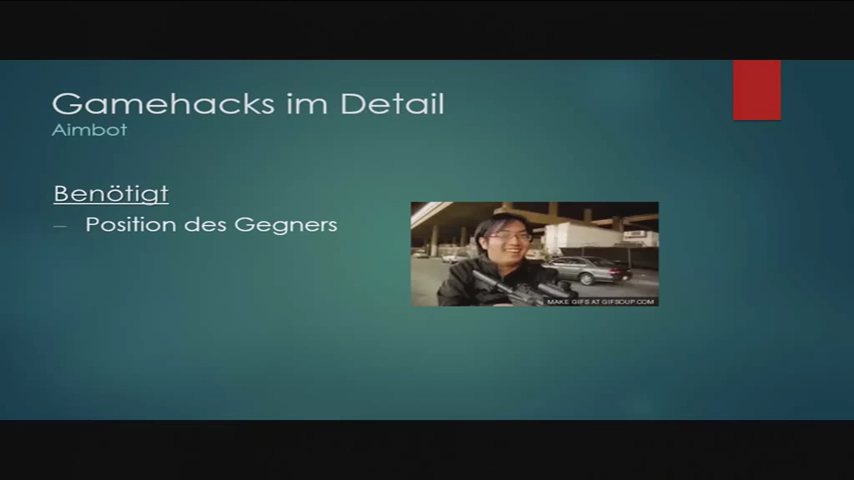 Gamehacks im Detail
Aimbot
Benötigt
– Position des Gegners
MAKE GIFS AT GIFSOUP.COM